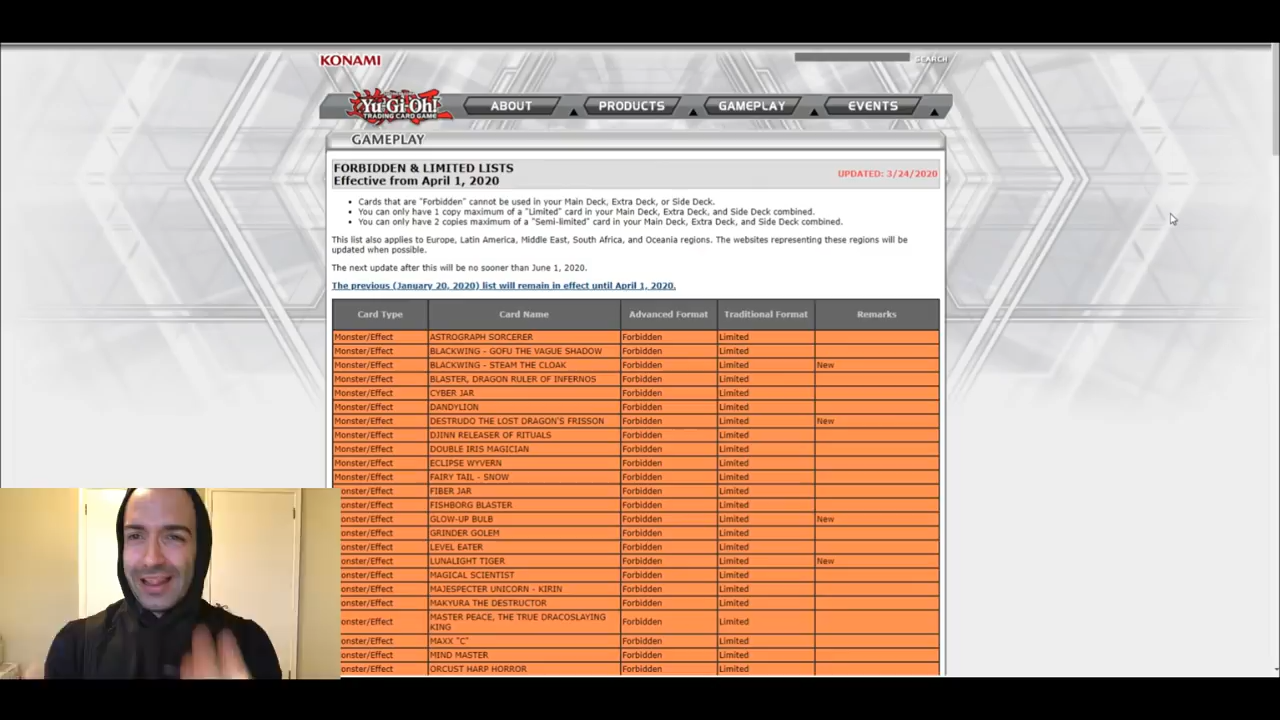 KONAMI
SEARCH
Yu-Gi-Oh!
TRADING CARD GAME
ABOUT
PRODUCTS
GAMEPLAY
EVENTS
GAMEPLAY
FORBIDDEN & LIMITED LISTS
Effective from April 1, 2020
UPDATED: 3/24/2020
Cards that are "Forbidden" cannot be used in your Main Deck, Extra Deck, or Side Deck.
You can only have 1 copy maximum of a "Limited" card in your Main Deck, Extra Deck, and Side Deck combined.
You can only have 2 copies maximum of a "Semi-limited" card in your Main Deck, Extra Deck, and Side Deck combined.
This list also applies to Europe, Latin America, Middle East, South Africa, and Oceania regions. The websites representing these regions will be
updated when possible.
The next update after this will be no sooner than June 1, 2020.
The previous (January 20, 2020) list will remain in effect until April 1, 2020.
Card Type Card Name Advanced Format Traditional Format Remarks
Monster/Effect ASTROGRAPH SORCERER Forbidden Limited
Monster/Effect BLACKWING - GOFU THE VAGUE SHADOW Forbidden Limited
Monster/Effect BLACKWING - STEAM THE CLOAK Forbidden Limited New
Monster/Effect BLASTER, DRAGON RULER OF INFERNOS Forbidden Limited
Monster/Effect CYBER JAR Forbidden Limited
Monster/Effect DANDYLION Forbidden Limited
Monster/Effect DESTRUDO THE LOST DRAGON'S FRISSON Forbidden Limited New
Monster/Effect DJINN RELEASER OF RITUALS Forbidden Limited
Monster/Effect DOUBLE IRIS MAGICIAN Forbidden Limited
Monster/Effect ECLIPSE WYVERN Forbidden Limited
Monster/Effect FAIRY TAIL - SNOW Forbidden Limited
onster/Effect FIBER JAR Forbidden Limited
onster/Effect FISHBORG BLASTER Forbidden Limited
onster/Effect GLOW-UP BULB Forbidden Limited New
onster/Effect GRINDER GOLEM Forbidden Limited
onster/Effect LEVEL EATER Forbidden Limited
onster/Effect LUNALIGHT TIGER Forbidden Limited New
onster/Effect MAGICAL SCIENTIST Forbidden Limited
onster/Effect MAJESPECTER UNICORN - KIRIN Forbidden Limited
onster/Effect MAKYURA THE DESTRUCTOR Forbidden Limited
onster/Effect MASTER PEACE, THE TRUE DRACOSLAYING Forbidden Limited
KING
onster/Effect MAXX "C" Forbidden Limited
onster/Effect MIND MASTER Forbidden Limited
onster/Effect ORCUST HARP HORROR Forbidden Limited